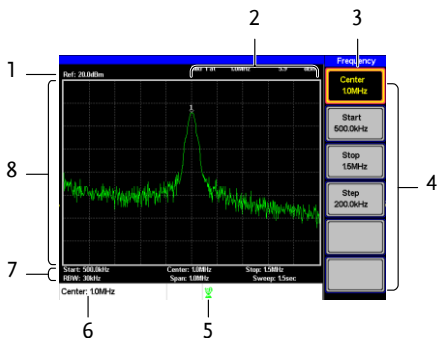 2 3
Frequency
1 Ref: 20.0dBm 1.0MHz
Center
1.0MHz
1
Start
500.0kHz
Stop
1.5MHz
8 4
Step
200.0kHz
7 Start: 500.0kHz Center: 1.0MHz Stop: 1.5MHz
RBW: 30kHz Span: 1.0MHz Sweep: 1.5sec
Center: 1.0MHz
6 5